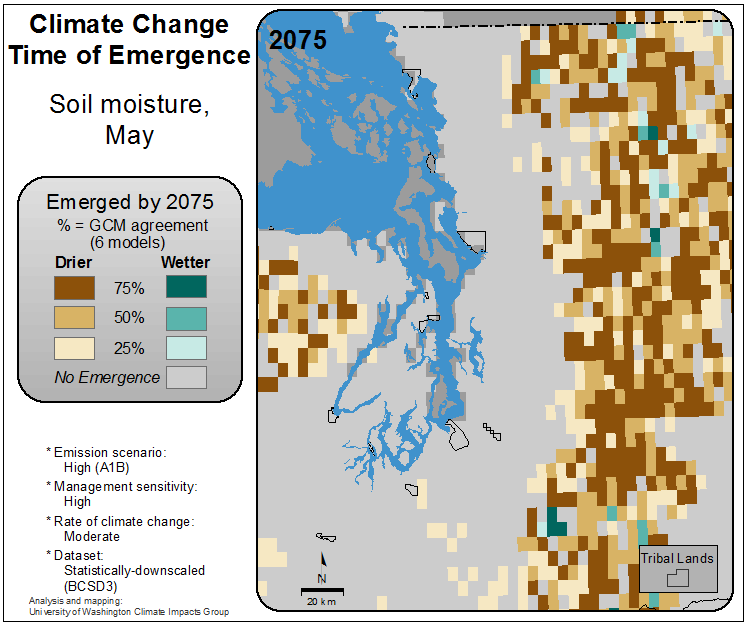 Climate Change
Time of Emergence
Soil moisture,
May
Emerged by 2075
% = GCM agreement
(6 models)
Drier Wetter
75%
50%
25%
No Emergence
* Emission scenario:
High (A1B)
* Management sensitivity:
High
* Rate of climate change:
Moderate
* Dataset:
Statistically-downscaled
(BCSD3)
Analysis and mapping:
University of Washington Climate Impacts Group
2075
N
20 km
Tribal Lands